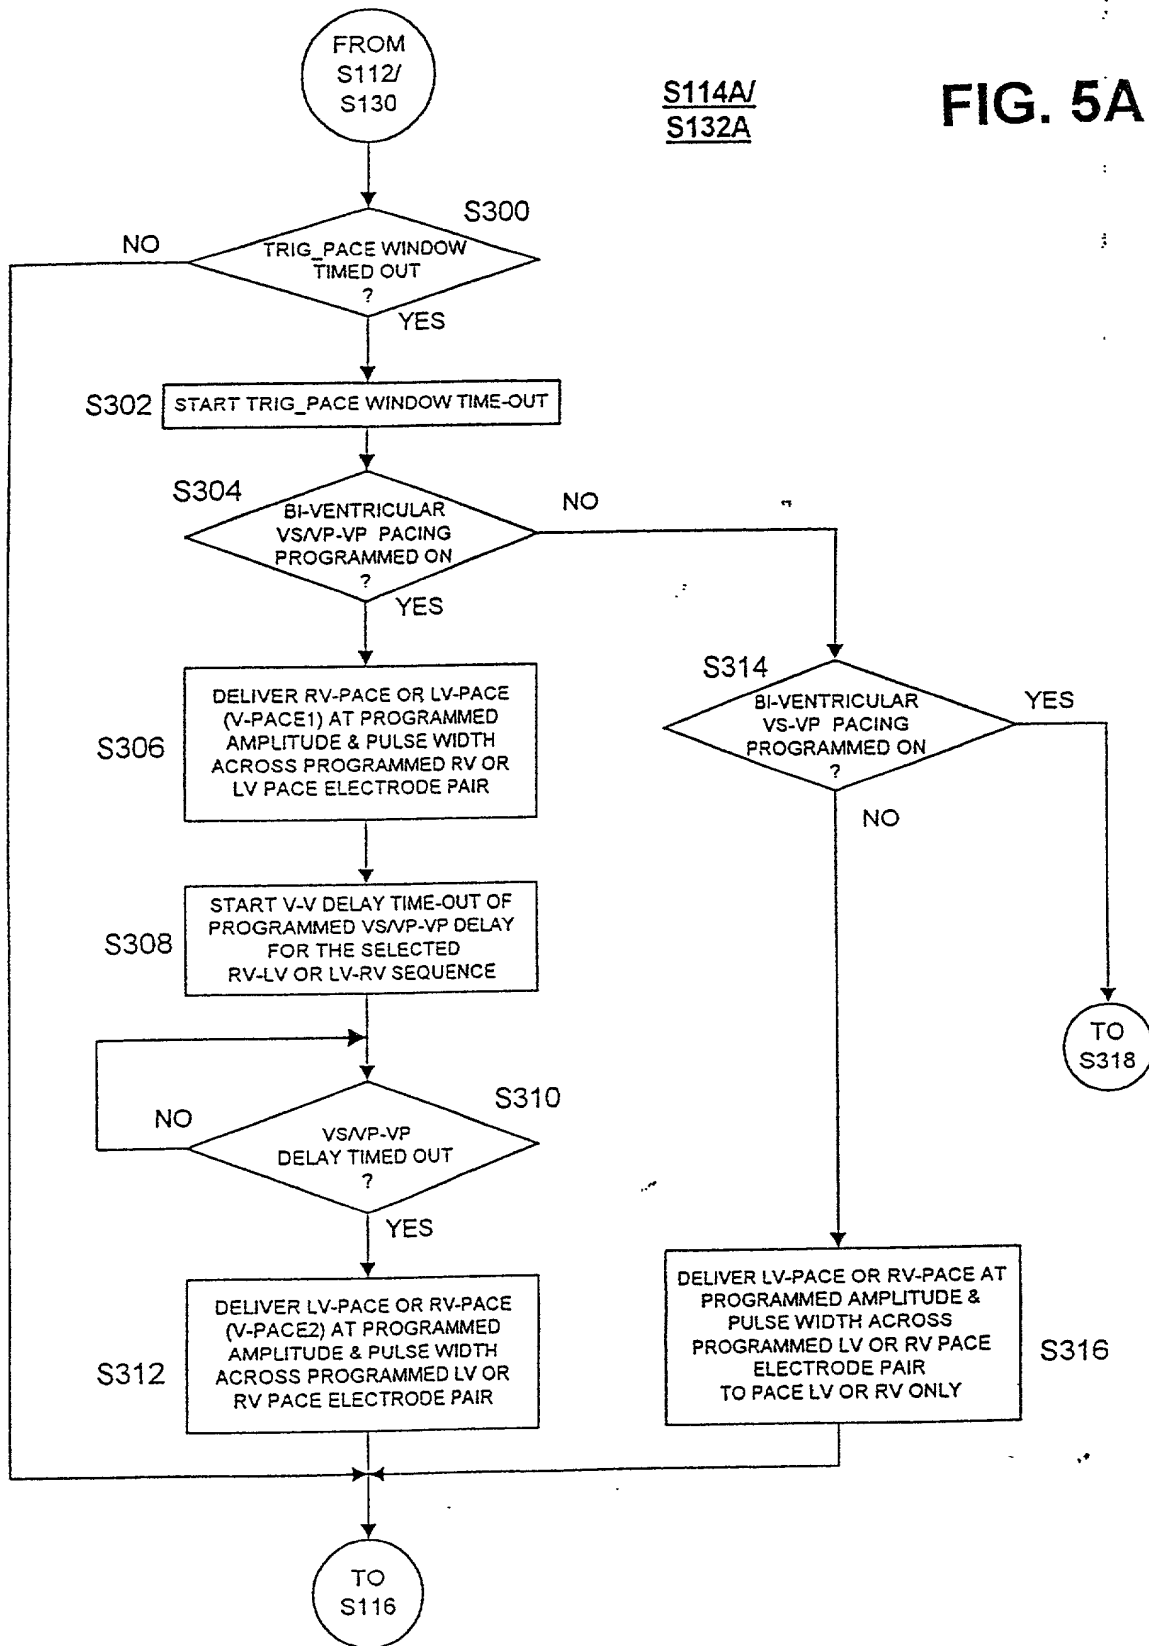 FROM
S112/
S130
S114A/
S132A
FIG. 5A
S300
NO
TRIG_PACE WINDOW
TIMED OUT
?
YES
S302
START TRIG_PACE WINDOW TIME-OUT
S304
BI-VENTRICULAR
VS/VP-VP PACING
PROGRAMMED ON
?
NO
YES
S306
DELIVER RV-PACE OR LV-PACE
(V-PACE1) AT PROGRAMMED
AMPLITUDE & PULSE WIDTH
ACROSS PROGRAMMED RV OR
LV PACE ELECTRODE PAIR
S314
BI-VENTRICULAR
VS-VP PACING
PROGRAMMED ON
?
YES
NO
S308
START V-V DELAY TIME-OUT OF
PROGRAMMED VS/VP-VP DELAY
FOR THE SELECTED
RV-LV OR LV-RV SEQUENCE
TO
S318
S310
NO
VS/VP-VP
DELAY TIMED OUT
?
YES
S312
DELIVER LV-PACE OR RV-PACE
(V-PACE2) AT PROGRAMMED
AMPLITUDE & PULSE WIDTH
ACROSS PROGRAMMED LV OR
RV PACE ELECTRODE PAIR
DELIVER LV-PACE OR RV-PACE AT
PROGRAMMED AMPLITUDE &
PULSE WIDTH ACROSS
PROGRAMMED LV OR RV PACE
ELECTRODE PAIR
TO PACE LV OR RV ONLY
S316
TO
S116